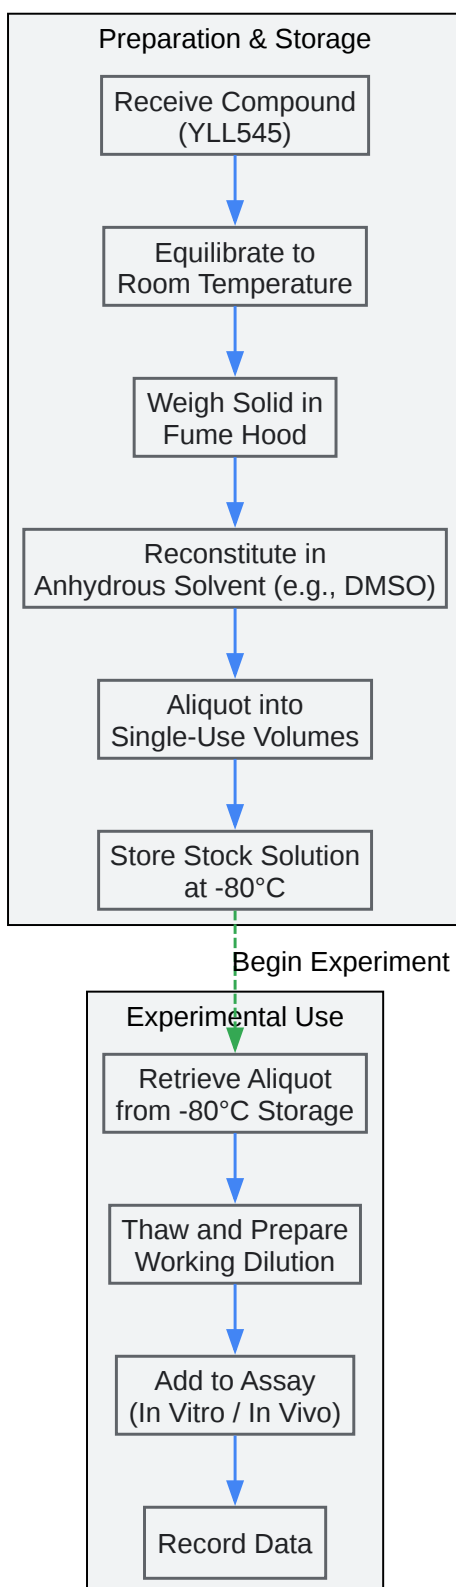 Preparation & Storage
Receive Compound
(YLL545)
Equilibrate to
Room Temperature
Weigh Solid in
Fume Hood
Reconstitute in
Anhydrous Solvent (e.g., DMSO)
Aliquot into
Single-Use Volumes
Store Stock Solution
at -80°C
Begin Experiment
Experimental Use
Retrieve Aliquot
from -80°C Storage
Thaw and Prepare
Working Dilution
Add to Assay
(In Vitro / In Vivo)
Record Data